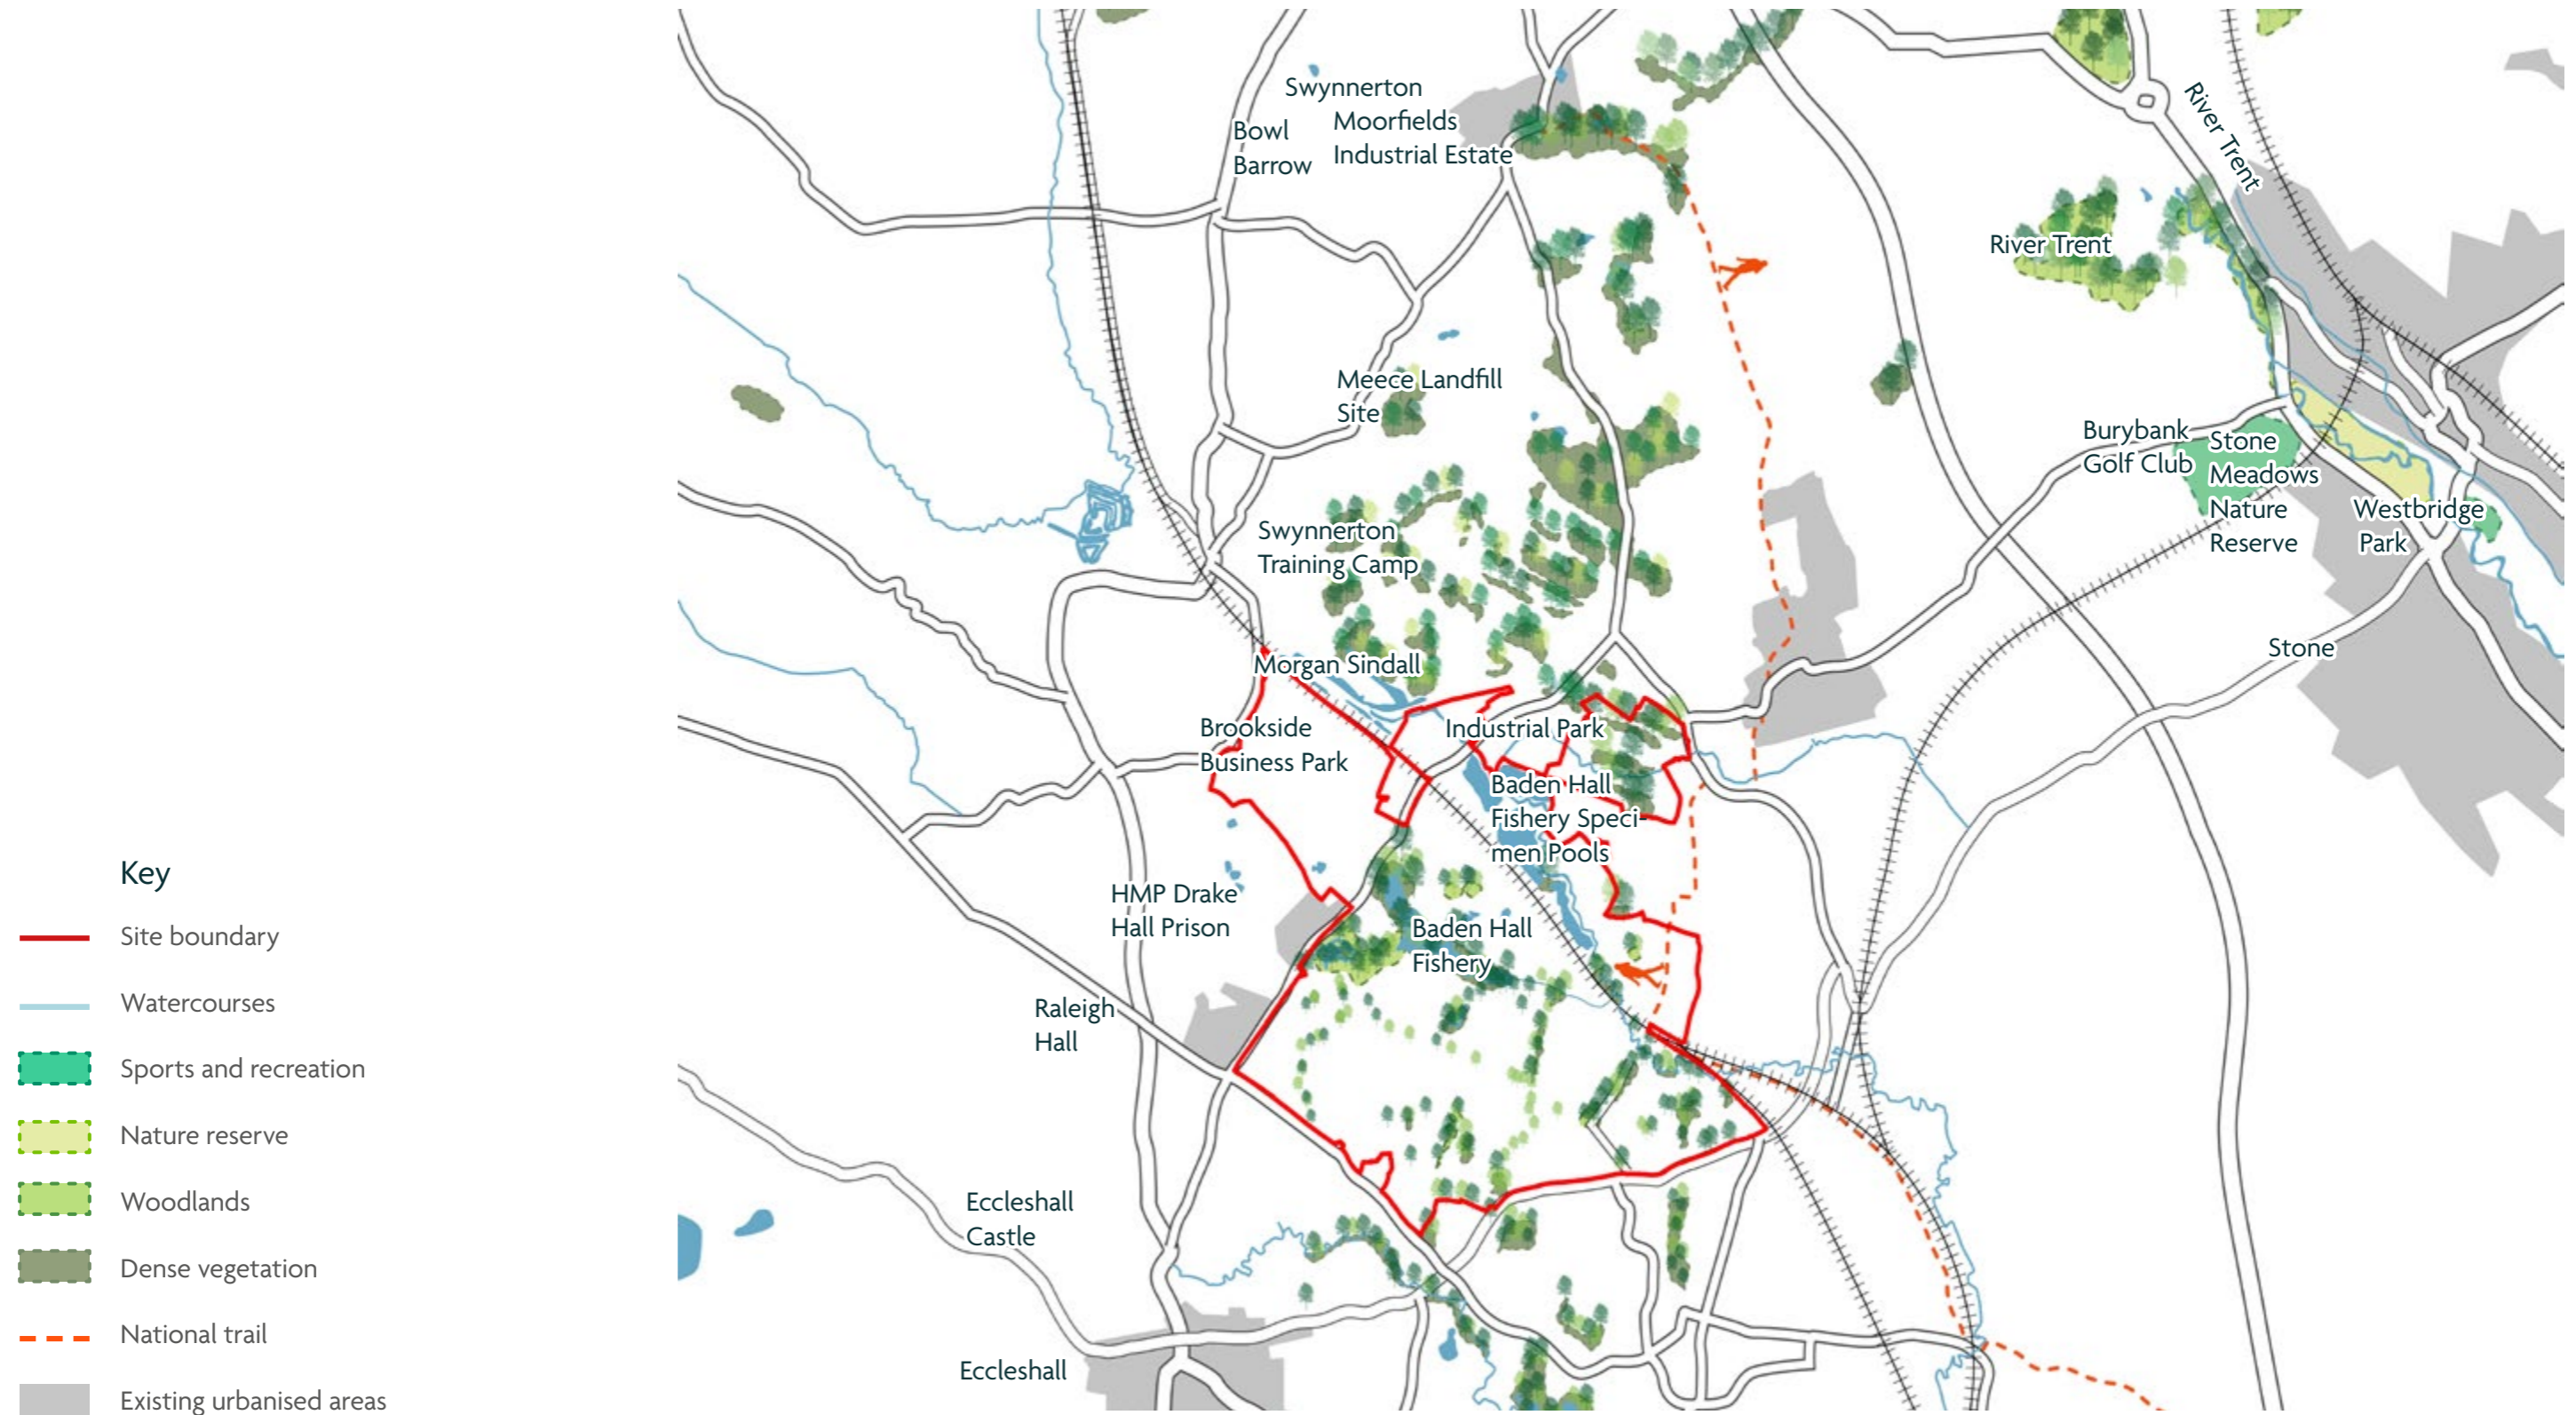 Key
Site boundary
Watercourses
Sports and recreation
Nature reserve
Woodlands
Dense vegetation
National trail
Existing urbanised areas
Swynnerton
Bowl
Barrow
Moorfields
Industrial Estate
River Trent
River Trent
Meece Landfill
Site
Burybank
Golf Club
Stone
Meadows
Nature
Reserve
Westbridge
Park
Swynnerton
Training Camp
Stone
Morgan Sindall
Brookside
Business Park
Industrial Park
Baden Hall
Fishery Speci-
men Pools
HMP Drake
Hall Prison
Baden Hall
Fishery
Raleigh
Hall
Eccleshall
Castle
Eccleshall